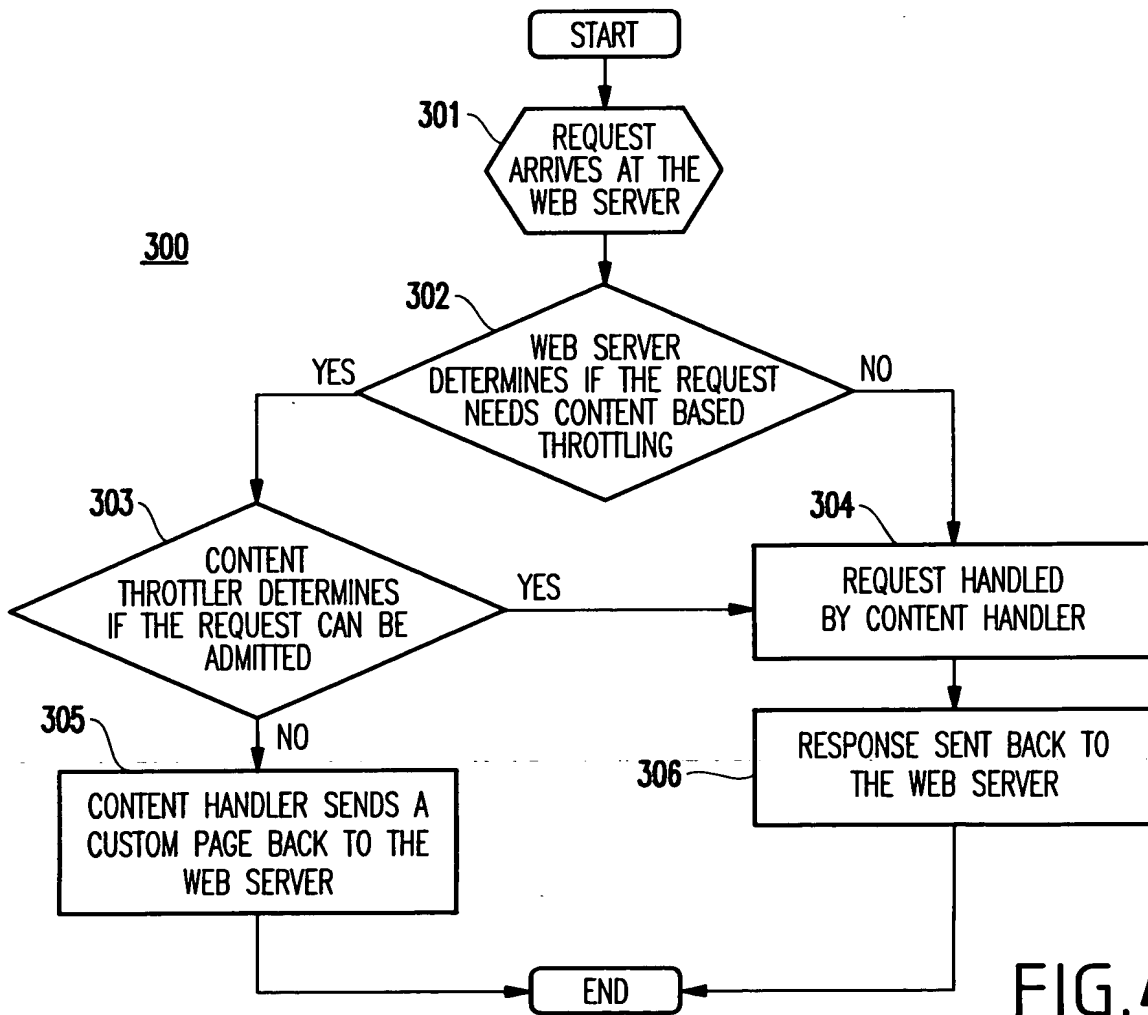 START
301
REQUEST
ARRIVES AT THE
WEB SERVER
300
302
WEB SERVER
DETERMINES IF THE REQUEST
NEEDS CONTENT BASED
THROTTLING
YES
NO
303
CONTENT
THROTTLER DETERMINES
IF THE REQUEST CAN BE
ADMITTED
YES
304
REQUEST HANDLED
BY CONTENT HANDLER
NO
305
CONTENT HANDLER SENDS A
CUSTOM PAGE BACK TO THE
WEB SERVER
306
RESPONSE SENT BACK TO
THE WEB SERVER
END
FIG.4